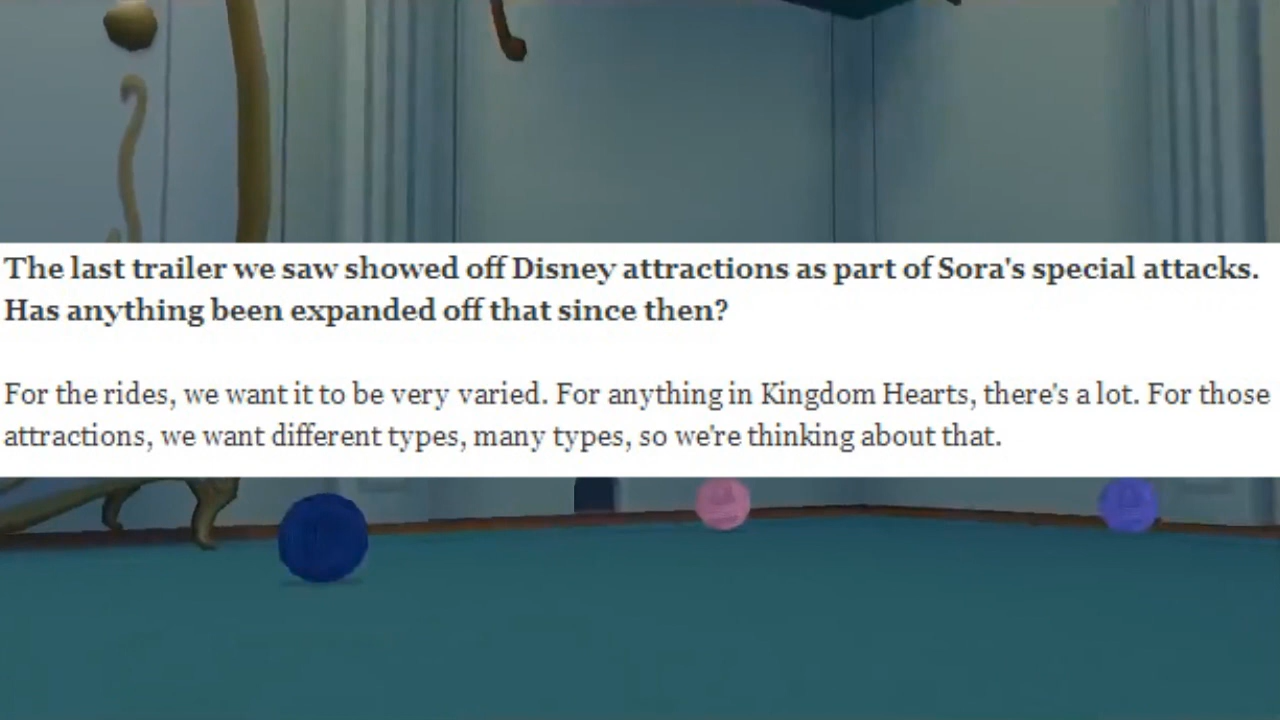 The last trailer we saw showed off Disney attractions as part of Sora's special attacks.
Has anything been expanded off that since then?
For the rides, we want it to be very varied. For anything in Kingdom Hearts, there's a lot. For those
attractions, we want different types, many types, so we're thinking about that.